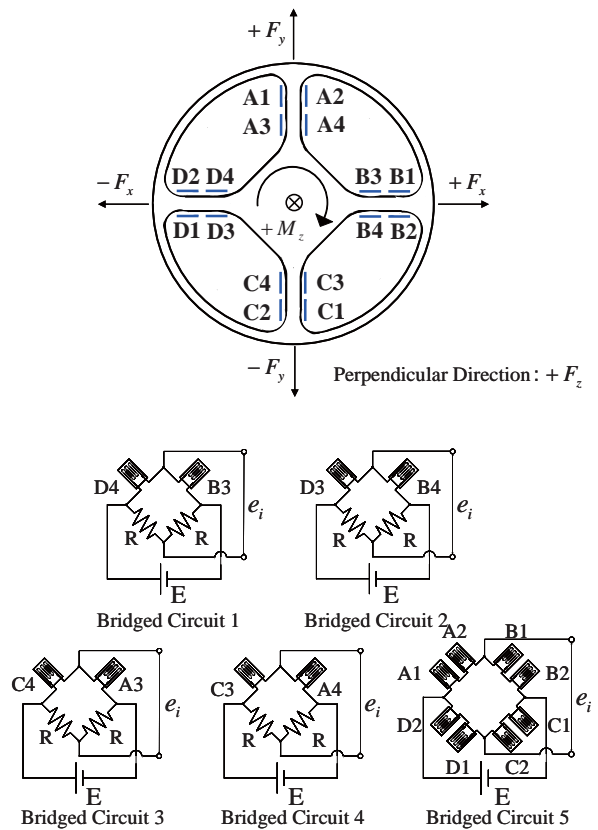 + F_y
A1 A2
A3 A4
D2 D4 B3 B1
− F_x + F_x
+ M_z
D1 D3 B4 B2
C4 C3
C2 C1
− F_y
Perpendicular Direction: + F_z
D4 B3
R R
e_i
E
Bridged Circuit 1
D3 B4
R R
e_i
E
Bridged Circuit 2
C4 A3
R R
e_i
E
Bridged Circuit 3
C3 A4
R R
e_i
E
Bridged Circuit 4
A2 B1
A1 B2
D2 C1
D1 C2
e_i
E
Bridged Circuit 5